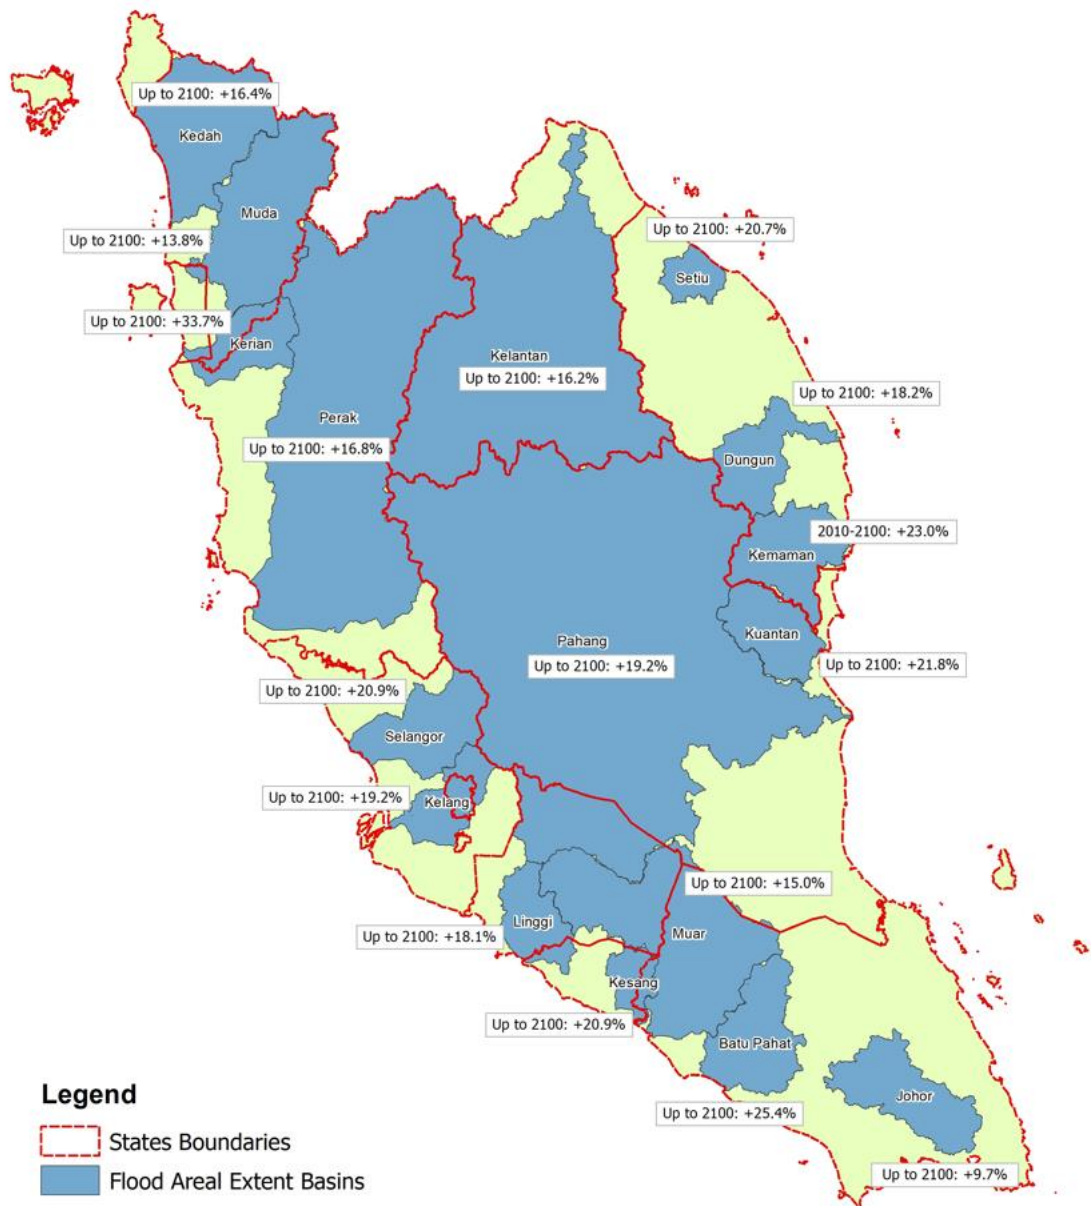 Up to 2100: +16.4%
Kedah
Muda
Up to 2100: +20.7%
Up to 2100: +13.8%
Setiu
Up to 2100: +33.7%
Kerian
Kelantan
Up to 2100: +16.2%
Up to 2100: +18.2%
Perak
Up to 2100: +16.8%
Dungun
2010-2100: +23.0%
Kemaman
Kuantan
Pahang
Up to 2100: +19.2%
Up to 2100: +21.8%
Up to 2100: +20.9%
Selangor
Up to 2100: +19.2%
Kelang
Up to 2100: +15.0%
Linggi
Up to 2100: +18.1%
Muar
Kesang
Up to 2100: +20.9%
Batu Pahat
Johor
Up to 2100: +25.4%
Up to 2100: +9.7%
Legend
States Boundaries
Flood Areal Extent Basins